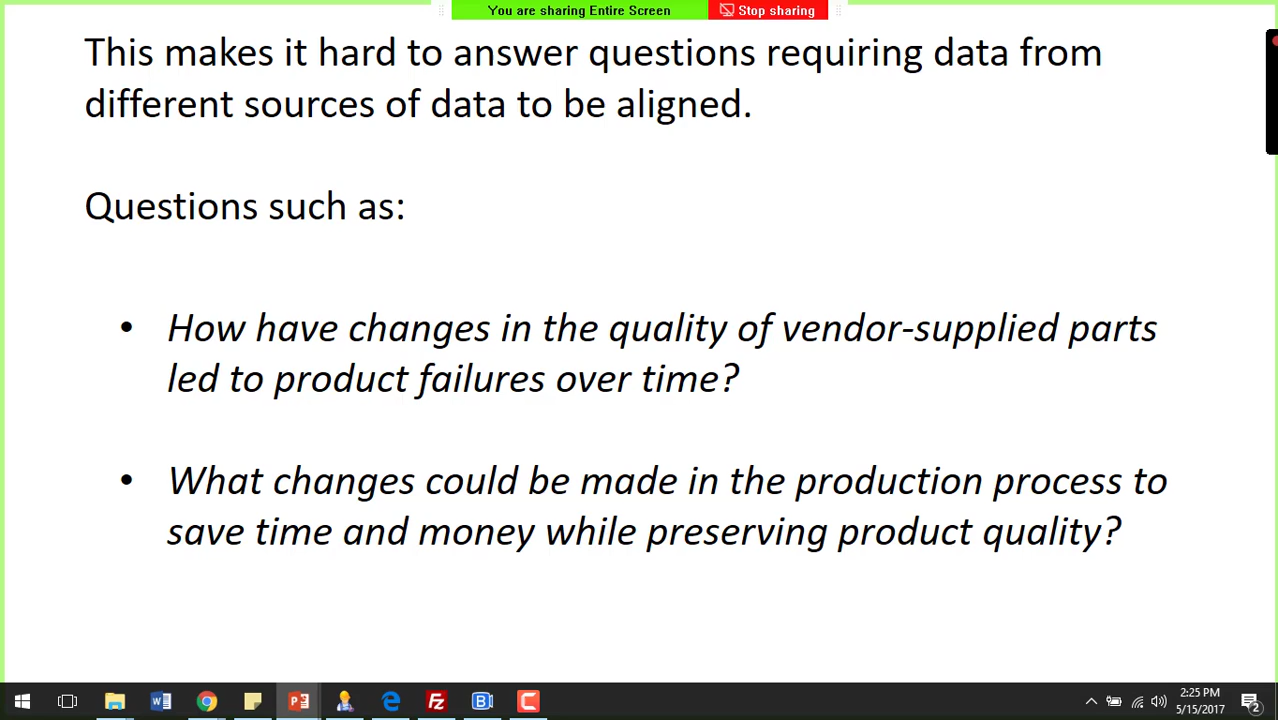 You are sharing Entire Screen
Stop sharing
This makes it hard to answer questions requiring data from
different sources of data to be aligned.
Questions such as:
• How have changes in the quality of vendor-supplied parts
led to product failures over time?
• What changes could be made in the production process to
save time and money while preserving product quality?
2:25 PM
5/15/2017
2